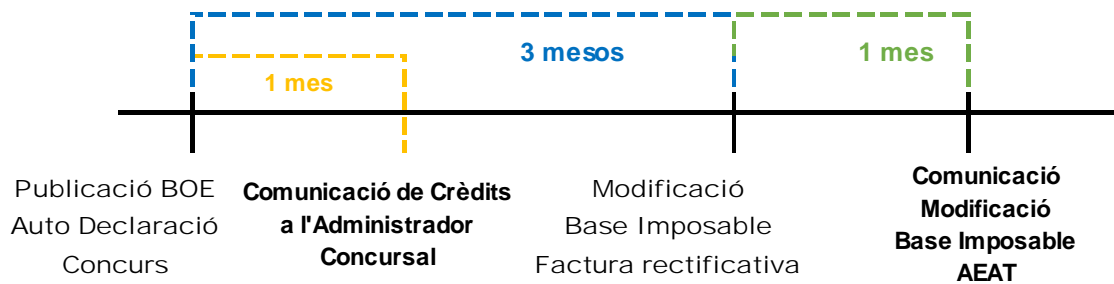 3 mesos
1 mes
1 mes
Publicació BOE
Auto Declaració
Concurs
Comunicació de Crèdits
a l'Administrador
Concursal
Modificació
Base Imposable
Factura rectificativa
Comunicació
Modificació
Base Imposable
AEAT